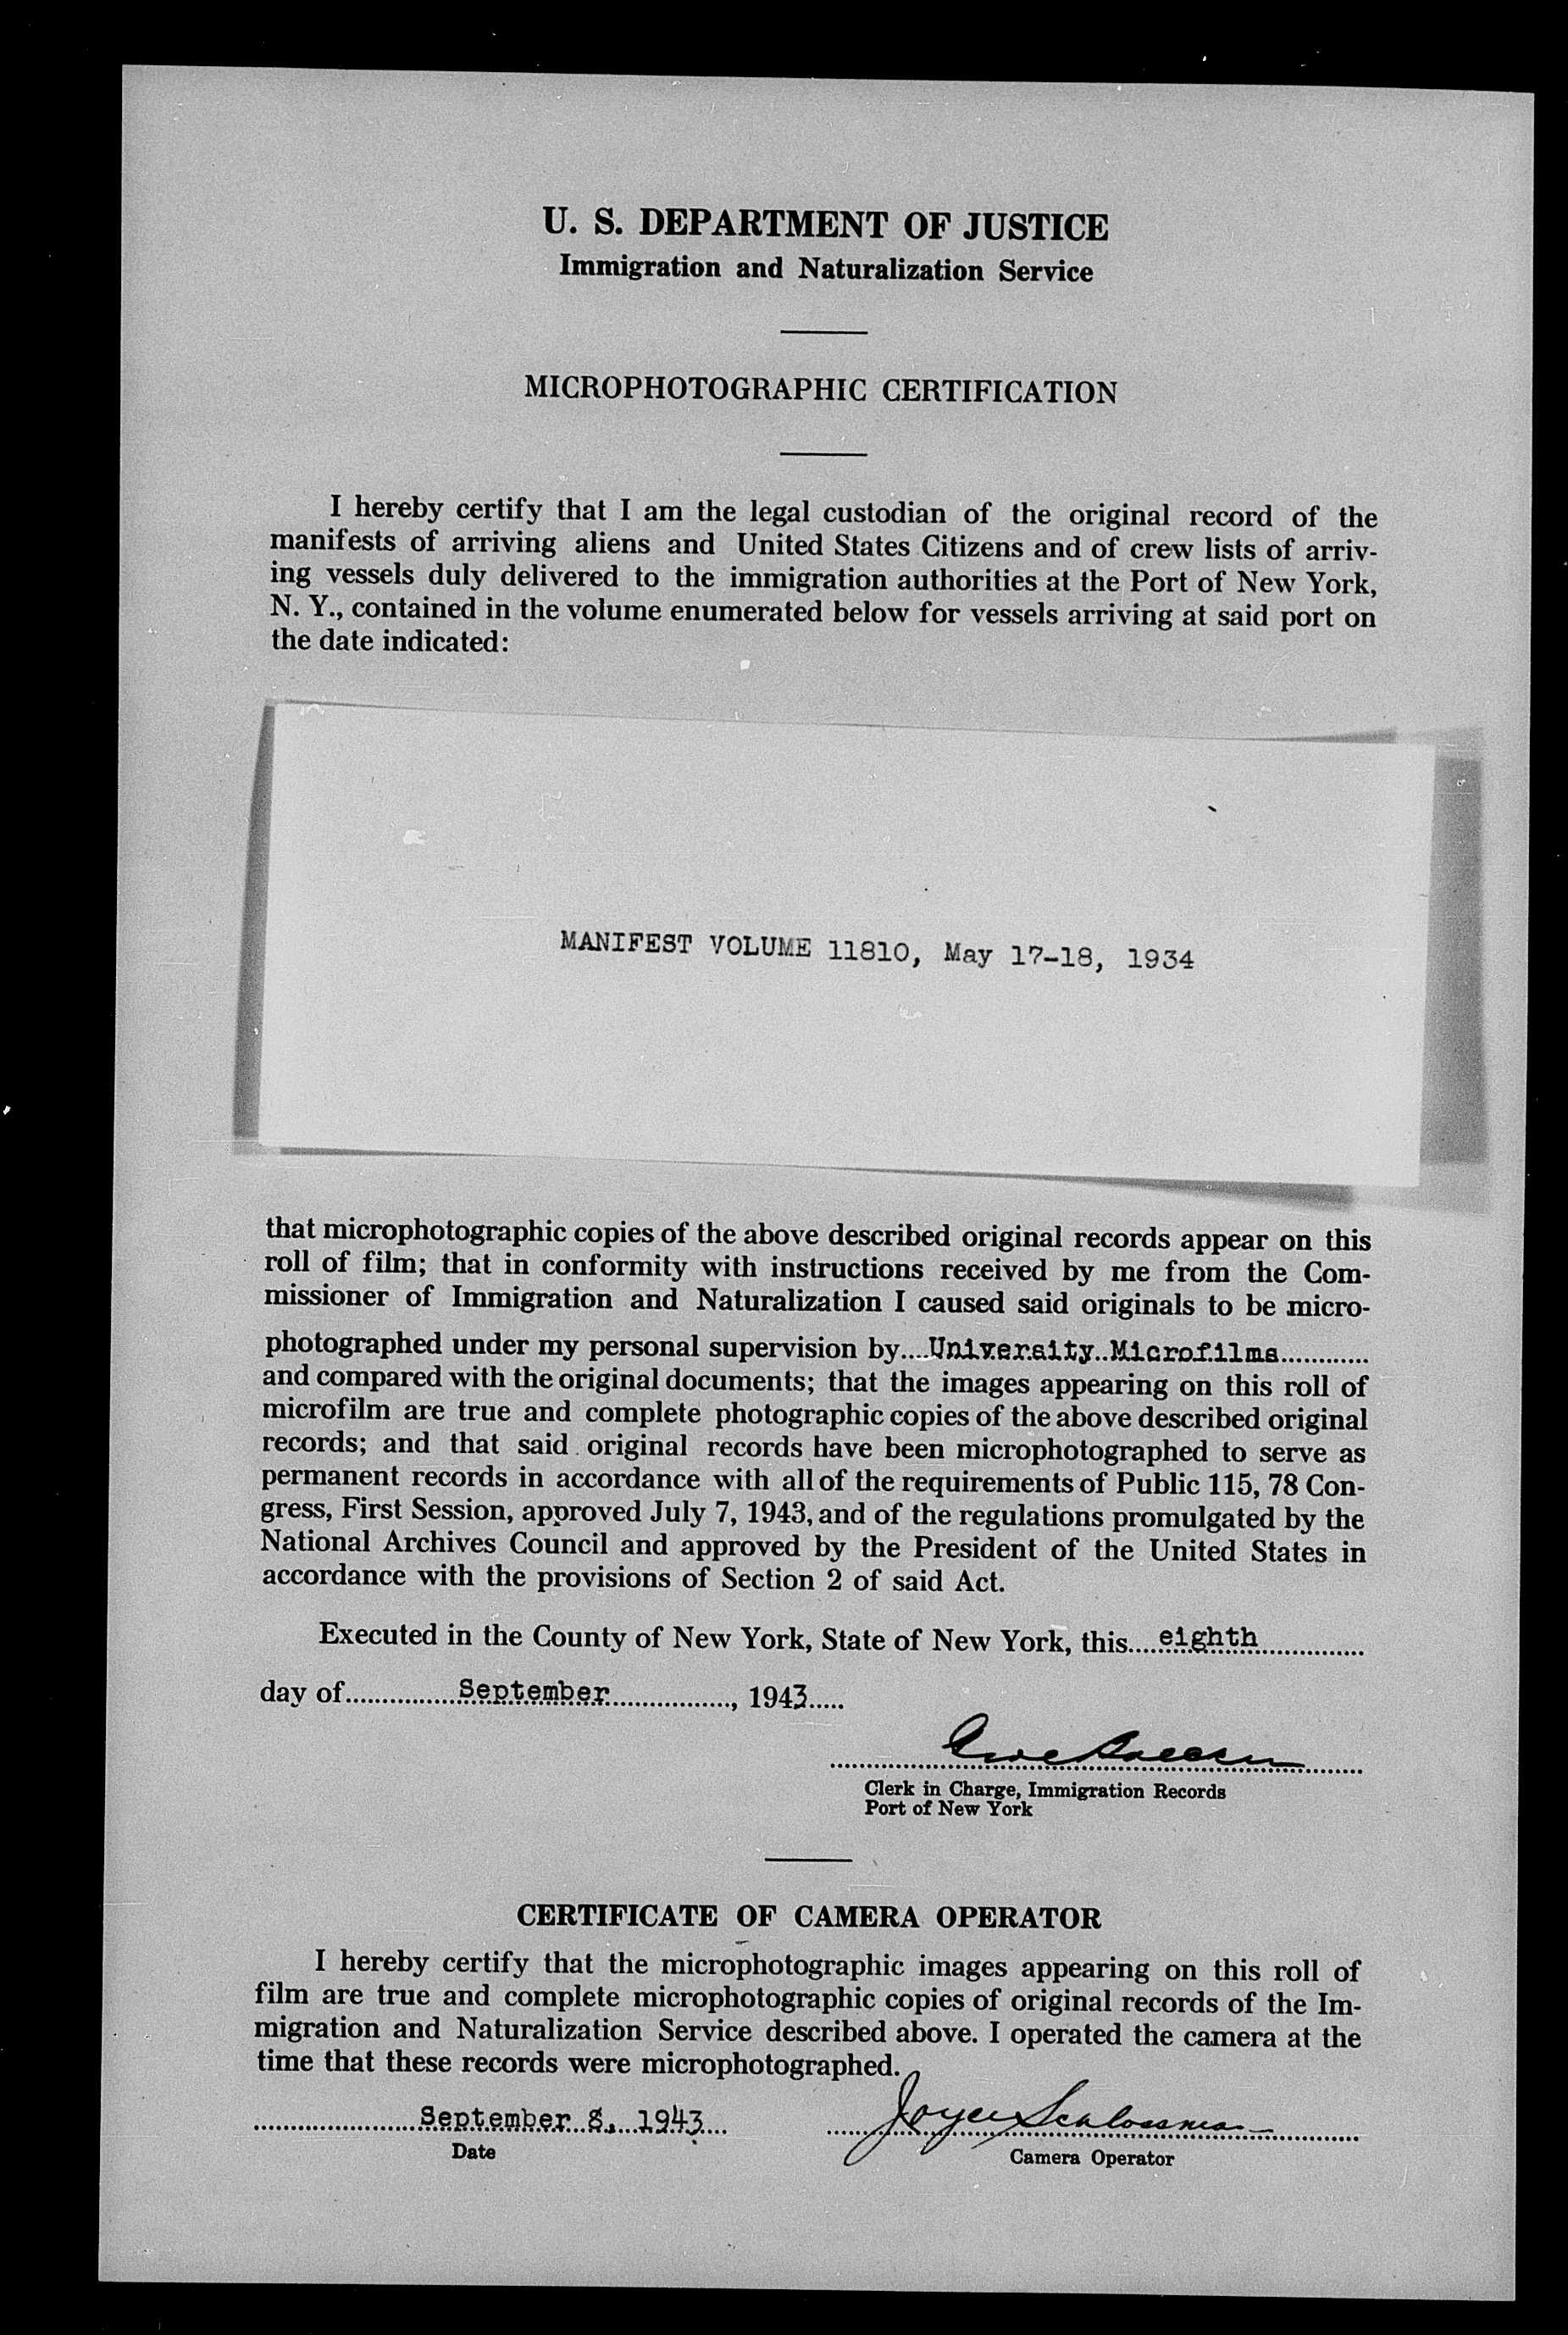 U. S. DEPARTMENT OF JUSTICE
Immigration and Naturalization Service
MICROPHOTOGRAPHIC CERTIFICATION
I hereby certify that I am the legal custodian of the original record of the
manifests of arriving aliens and United States Citizens and of crew lists of arriv-
ing vessels duly delivered to the immigration authorities at the Port of New York,
N. Y., contained in the volume enumerated below for vessels arriving at said port on
the date indicated:
MANIFEST VOLUME 11810, May 17-18, 1934
that microphotographic copies of the above described original records appear on this
roll of film; that in conformity with instructions received by me from the Com-
missioner of Immigration and Naturalization I caused said originals to be micro-
photographed under my personal supervision by....University Microfilms............
and compared with the original documents; that the images appearing on this roll of
microfilm are true and complete photographic copies of the above described original
records; and that said original records have been microphotographed to serve as
permanent records in accordance with all of the requirements of Public 115, 78 Con-
gress, First Session, approved July 7, 1943, and of the regulations promulgated by the
National Archives Council and approved by the President of the United States in
accordance with the provisions of Section 2 of said Act.
Executed in the County of New York, State of New York, this....eighth..............
day of...............September................, 1943.....
Clerk in Charge, Immigration Records
Port of New York
CERTIFICATE OF CAMERA OPERATOR
I hereby certify that the microphotographic images appearing on this roll of
film are true and complete microphotographic copies of original records of the Im-
migration and Naturalization Service described above. I operated the camera at the
time that these records were microphotographed.
September 8, 1943 Joyce
Date
Camera Operator